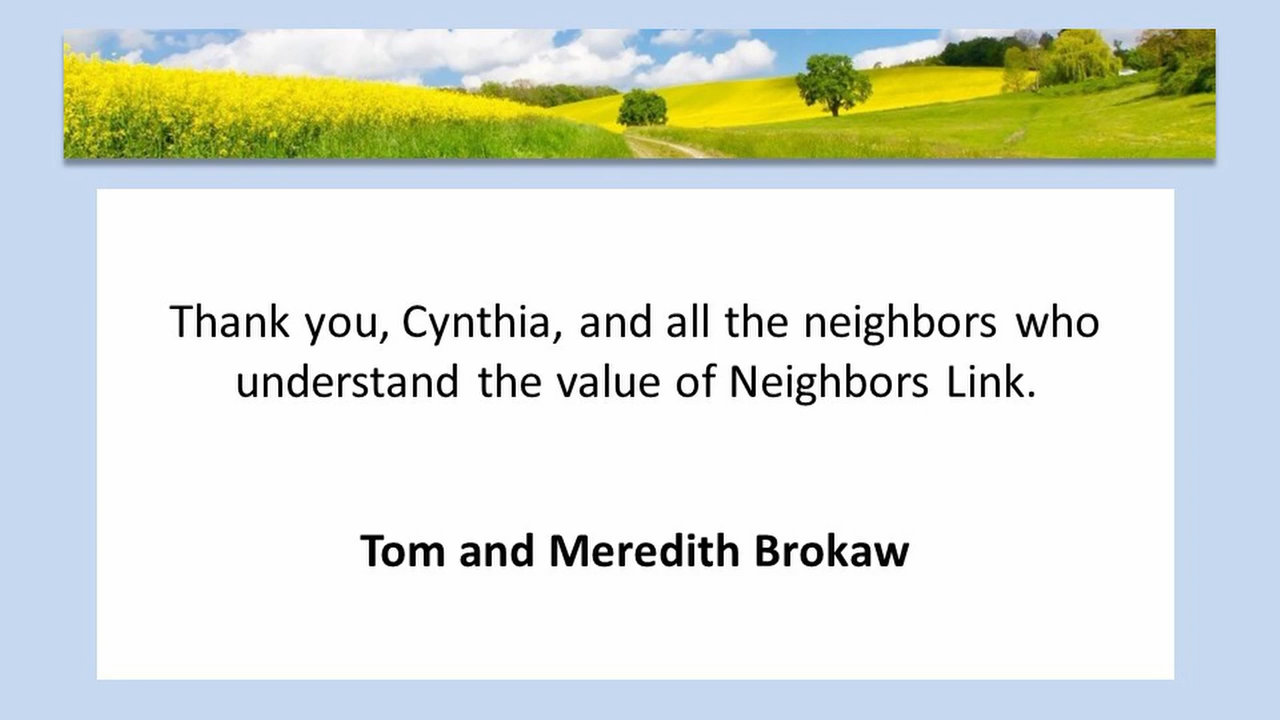 Thank you, Cynthia, and all the neighbors who
understand the value of Neighbors Link.
Tom and Meredith Brokaw